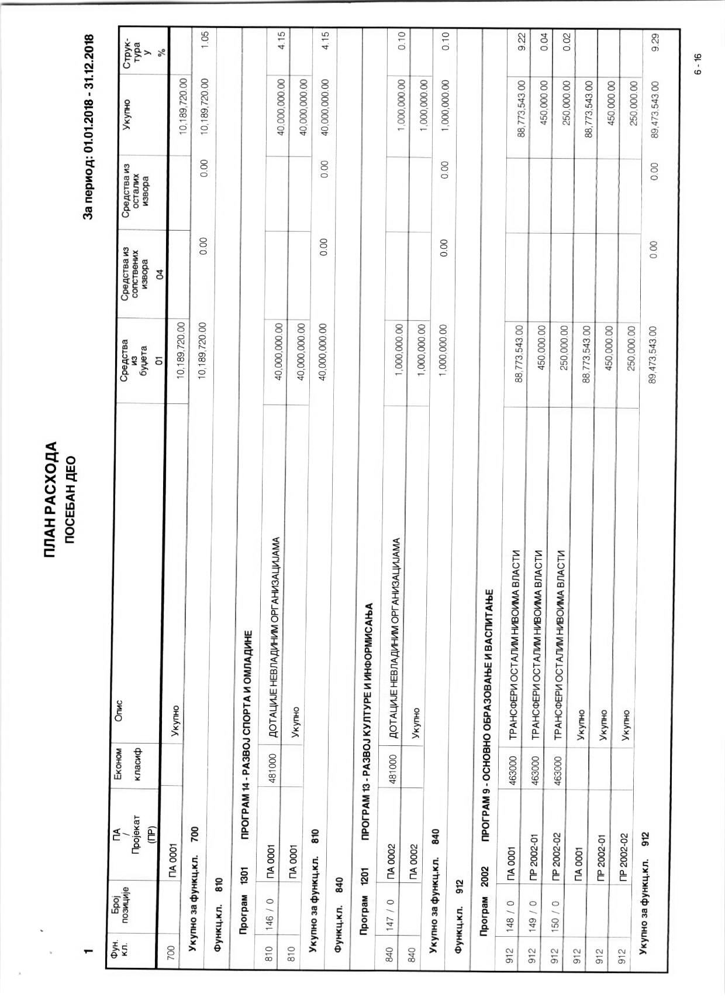 ПЛАН РАСХОДА
ПОСЕБАН ДЕО
1 За период: 01.01.2018 - 31.12.2018
Фун. кл. Број позиције ПА / Пројекат (ПР) Економ класиф Опис Средства из буџета 01 Средства из сопствених извора 04 Средства из осталих извора Укупно Струк- тура у %
700 ПА 0001 Укупно 10,189,720.00 10,189,720.00
Укупно за функц.кл. 700 10,189,720.00 0.00 0.00 10,189,720.00 1.05
Функц.кл. 810
Програм 1301 ПРОГРАМ 14 - РАЗВОЈ СПОРТА И ОМЛАДИНЕ
810 146 / 0 ПА 0001 481000 ДОТАЦИЈЕ НЕВЛАДИНИМ ОРГАНИЗАЦИЈАМА 40,000,000.00 40,000,000.00 4.15
810 ПА 0001 Укупно 40,000,000.00 40,000,000.00
Укупно за функц.кл. 810 40,000,000.00 0.00 0.00 40,000,000.00 4.15
Функц.кл. 840
Програм 1201 ПРОГРАМ 13 - РАЗВОЈ КУЛТУРЕ И ИНФОРМИСАЊА
840 147 / 0 ПА 0002 481000 ДОТАЦИЈЕ НЕВЛАДИНИМ ОРГАНИЗАЦИЈАМА 1,000,000.00 1,000,000.00 0.10
840 ПА 0002 Укупно 1,000,000.00 1,000,000.00
Укупно за функц.кл. 840 1,000,000.00 0.00 0.00 1,000,000.00 0.10
Функц.кл. 912
Програм 2002 ПРОГРАМ 9 - ОСНОВНО ОБРАЗОВАЊЕ И ВАСПИТАЊЕ
912 148 / 0 ПА 0001 463000 ТРАНСФЕРИ ОСТАЛИМ НИВОИМА ВЛАСТИ 88,773,543.00 88,773,543.00 9.22
912 149 / 0 ПР 2002-01 463000 ТРАНСФЕРИ ОСТАЛИМ НИВОИМА ВЛАСТИ 450,000.00 450,000.00 0.04
912 150 / 0 ПР 2002-02 463000 ТРАНСФЕРИ ОСТАЛИМ НИВОИМА ВЛАСТИ 250,000.00 250,000.00 0.02
912 ПА 0001 Укупно 88,773,543.00 88,773,543.00
912 ПР 2002-01 Укупно 450,000.00 450,000.00
912 ПР 2002-02 Укупно 250,000.00 250,000.00
Укупно за функц.кл. 912 89,473,543.00 0.00 0.00 89,473,543.00 9.29
6 - 16